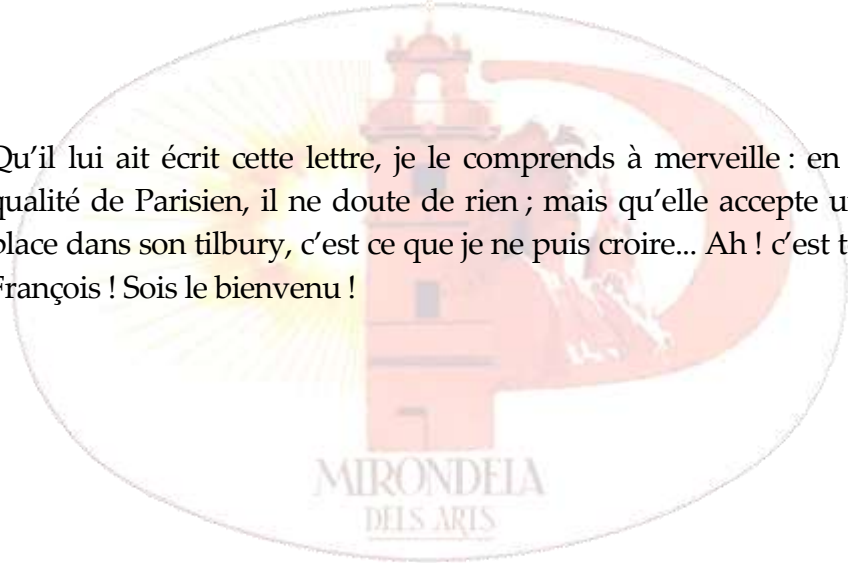 Qu’il lui ait écrit cette lettre, je le comprends à merveille : en
qualité de Parisien, il ne doute de rien ; mais qu’elle accepte u
place dans son tilbury, c’est ce que je ne puis croire... Ah ! c’est t
François ! Sois le bienvenu !
MIRONDELA
DELS ARTS